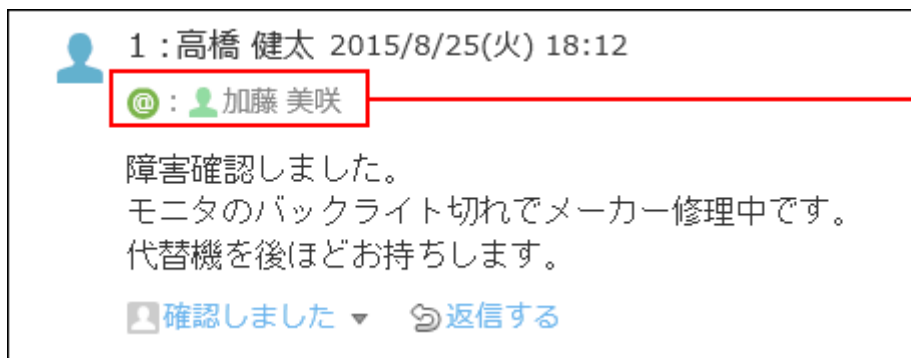 1 :高橋 健太 2015/8/25(火) 18:12
@ : 加藤 美咲
障害確認しました。
モニタのバックライト切れでメーカー修理中です。
代替機を後ほどお持ちします。
確認しました ▼ 返信する